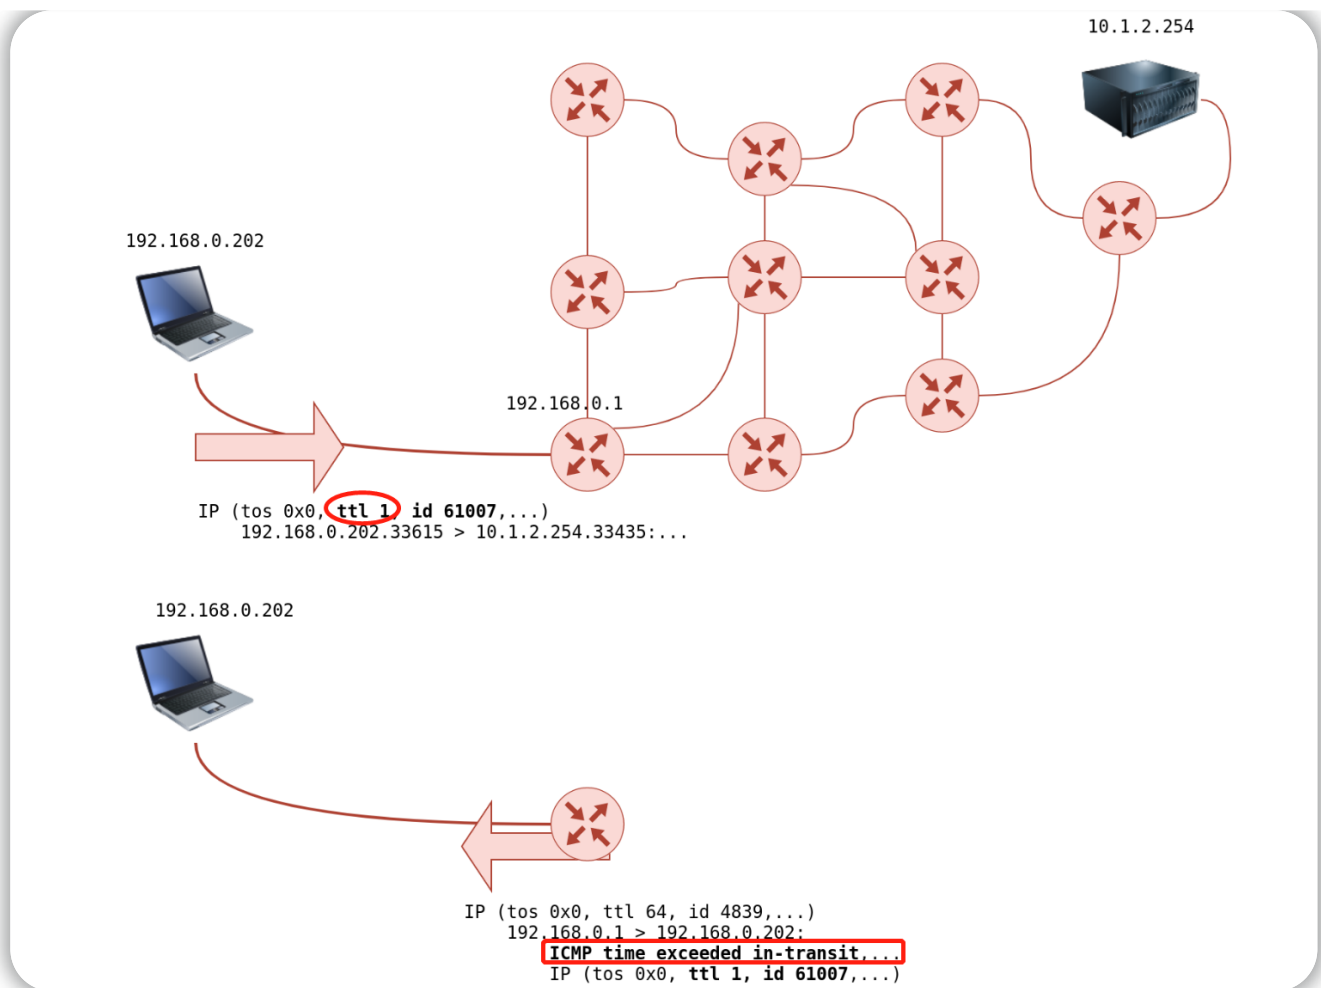 10.1.2.254
192.168.0.202
192.168.0.1
IP (tos 0x0, ttl 1, id 61007,...)
192.168.0.202.33615 > 10.1.2.254.33435:...
192.168.0.202
IP (tos 0x0, ttl 64, id 4839,...)
192.168.0.1 > 192.168.0.202:
ICMP time exceeded in-transit,...
IP (tos 0x0, ttl 1, id 61007,...)